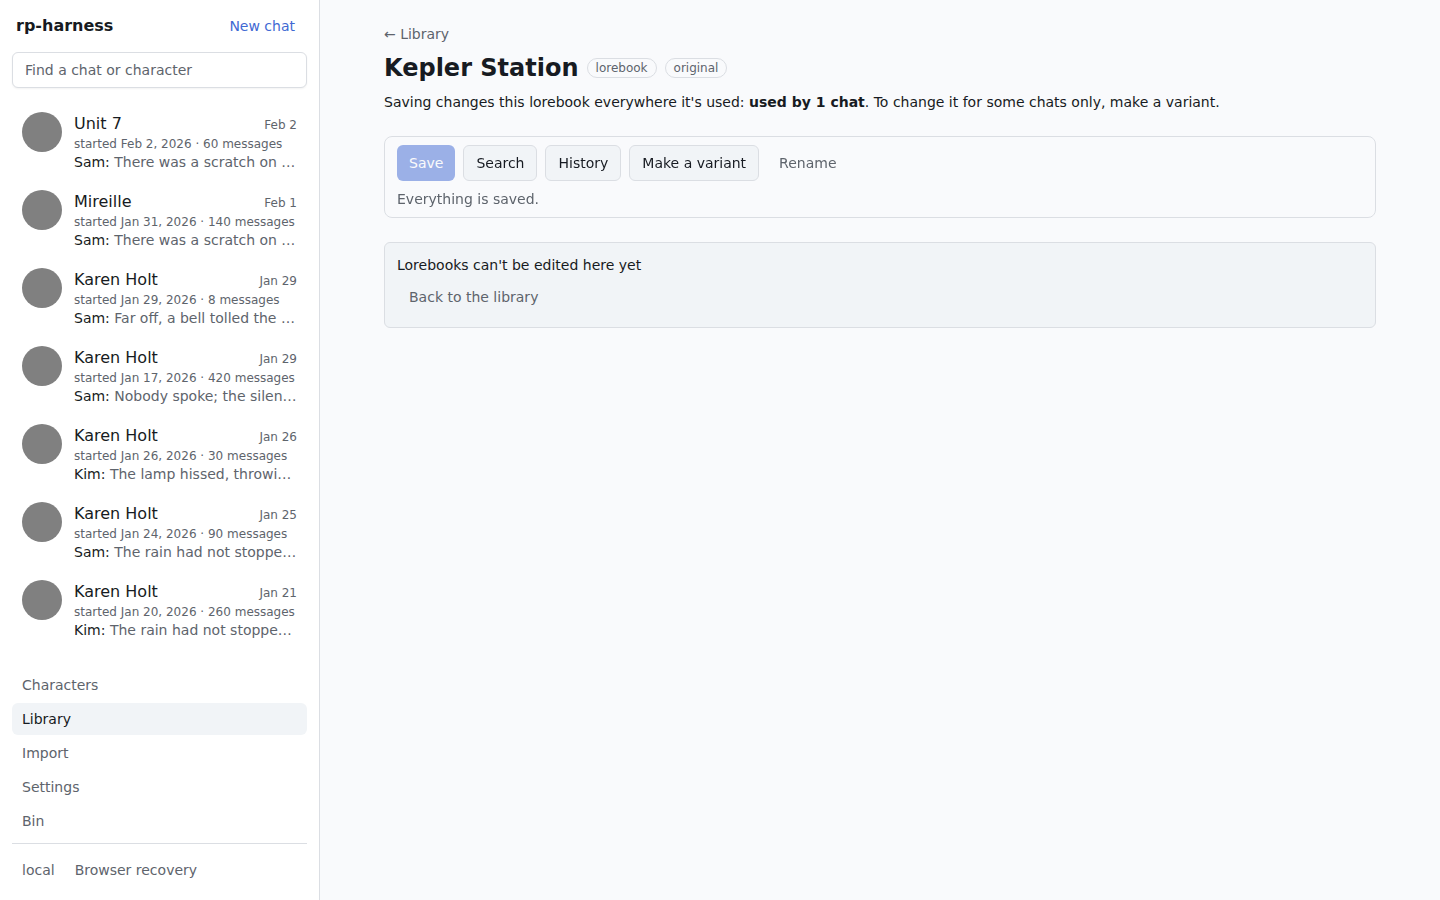 rp-harness
New chat
Find a chat or character
Unit 7
Feb 2
started Feb 2, 2026 · 60 messages
Sam: There was a scratch on …
Mireille
Feb 1
started Jan 31, 2026 · 140 messages
Sam: There was a scratch on …
Karen Holt
Jan 29
started Jan 29, 2026 · 8 messages
Sam: Far off, a bell tolled the …
Karen Holt
Jan 29
started Jan 17, 2026 · 420 messages
Sam: Nobody spoke; the silen…
Karen Holt
Jan 26
started Jan 26, 2026 · 30 messages
Kim: The lamp hissed, throwi…
Karen Holt
Jan 25
started Jan 24, 2026 · 90 messages
Sam: The rain had not stoppe…
Karen Holt
Jan 21
started Jan 20, 2026 · 260 messages
Kim: The rain had not stoppe…
Characters
Library
Import
Settings
Bin
local
Browser recovery
← Library
Kepler Station
lorebook
original
Saving changes this lorebook everywhere it's used: used by 1 chat. To change it for some chats only, make a variant.
Save
Search
History
Make a variant
Rename
Everything is saved.
Lorebooks can't be edited here yet
Back to the library